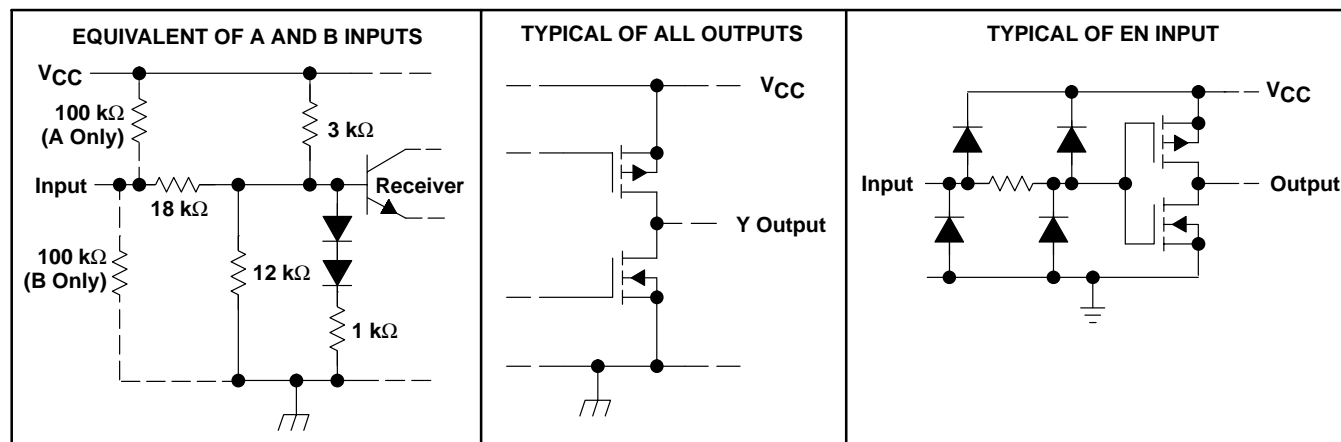 EQUIVALENT OF A AND B INPUTS
VCC
100 kΩ
(A Only)
3 kΩ
Input
18 kΩ
Receiver
100 kΩ
(B Only)
12 kΩ
1 kΩ
TYPICAL OF ALL OUTPUTS
VCC
Y Output
TYPICAL OF EN INPUT
VCC
Input
Output